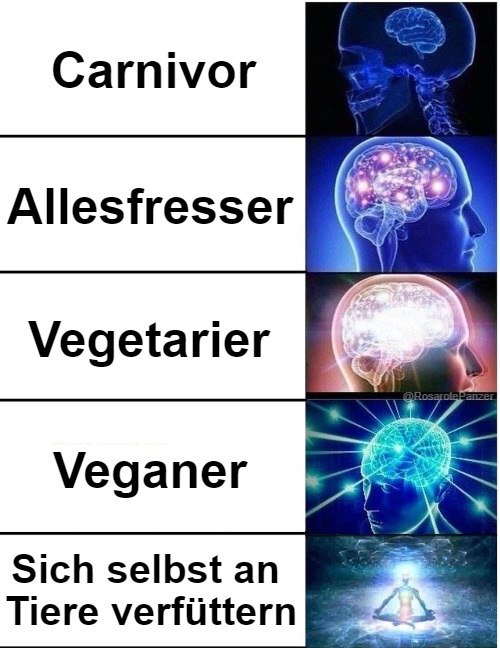 Carnivor
Allesfresser
Vegetarier
@RosarotePanzer
Veganer
Sich selbst an
Tiere verfüttern